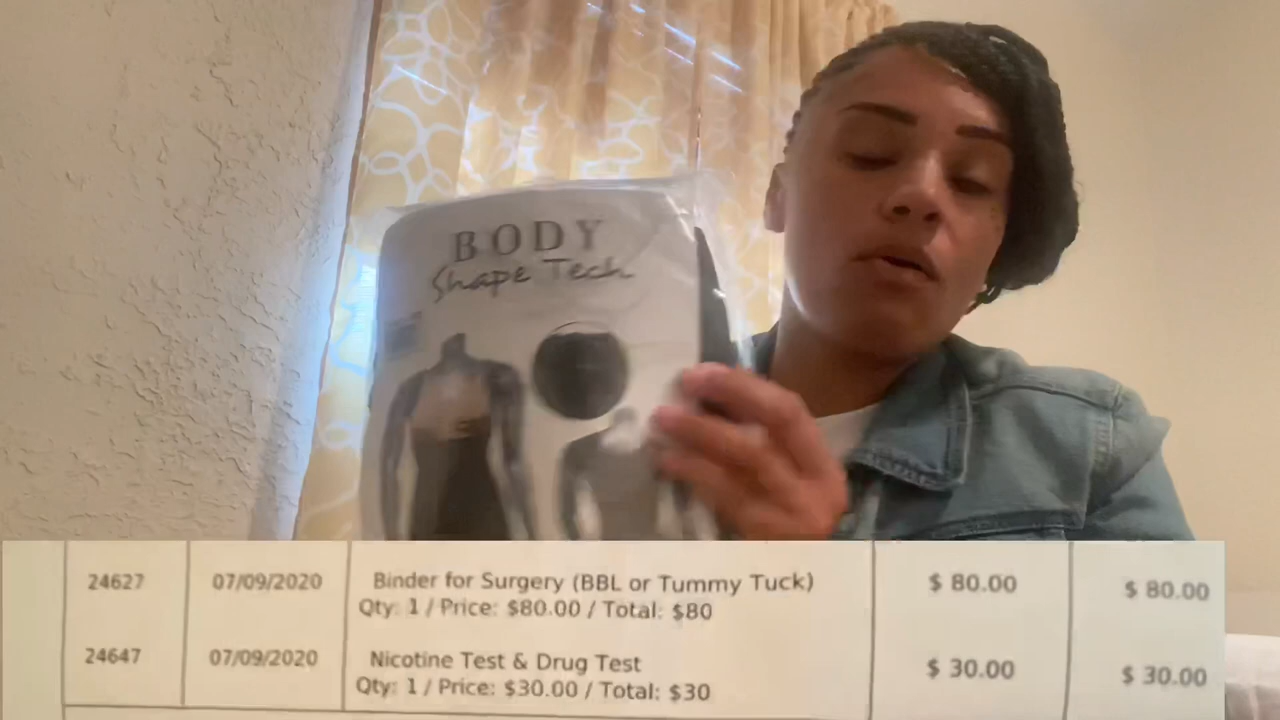 BODY
Shape Tech
24627 07/09/2020 Binder for Surgery (BBL or Tummy Tuck) $ 80.00 $ 80.00
Qty: 1 / Price: $80.00 / Total: $80
24647 07/09/2020 Nicotine Test & Drug Test $ 30.00 $ 30.00
Qty: 1 / Price: $30.00 / Total: $30